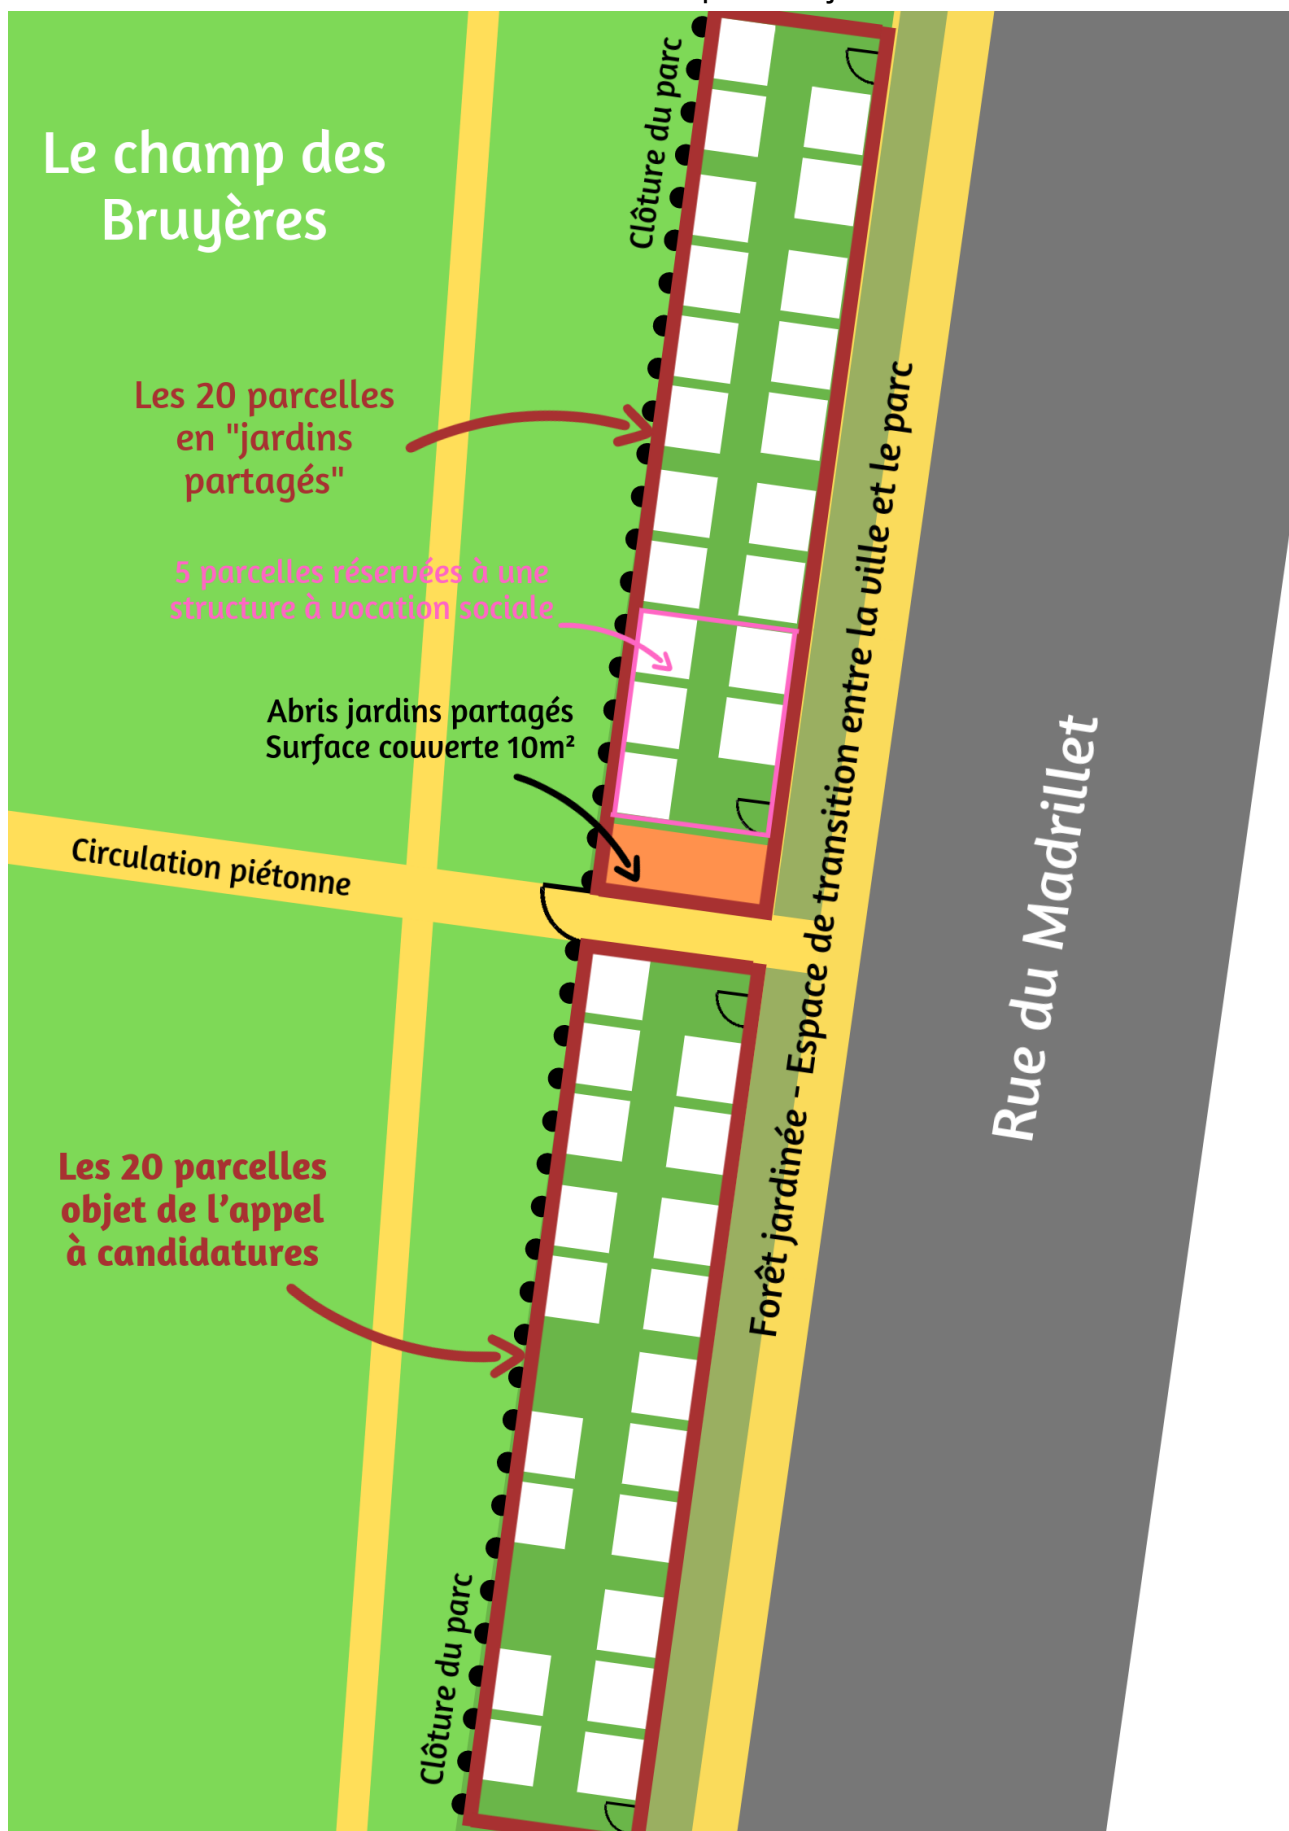 Le champ des
Bruyères
Clôture du parc
Les 20 parcelles
en "jardins
partagés"
5 parcelles réservées à une
structure à vocation sociale
Abris jardins partagés
Surface couverte 10m²
Circulation piétonne
Forêt jardinée - Espace de transition entre la ville et le parc
Rue du Madrillet
Les 20 parcelles
objet de l’appel
à candidatures
Clôture du parc